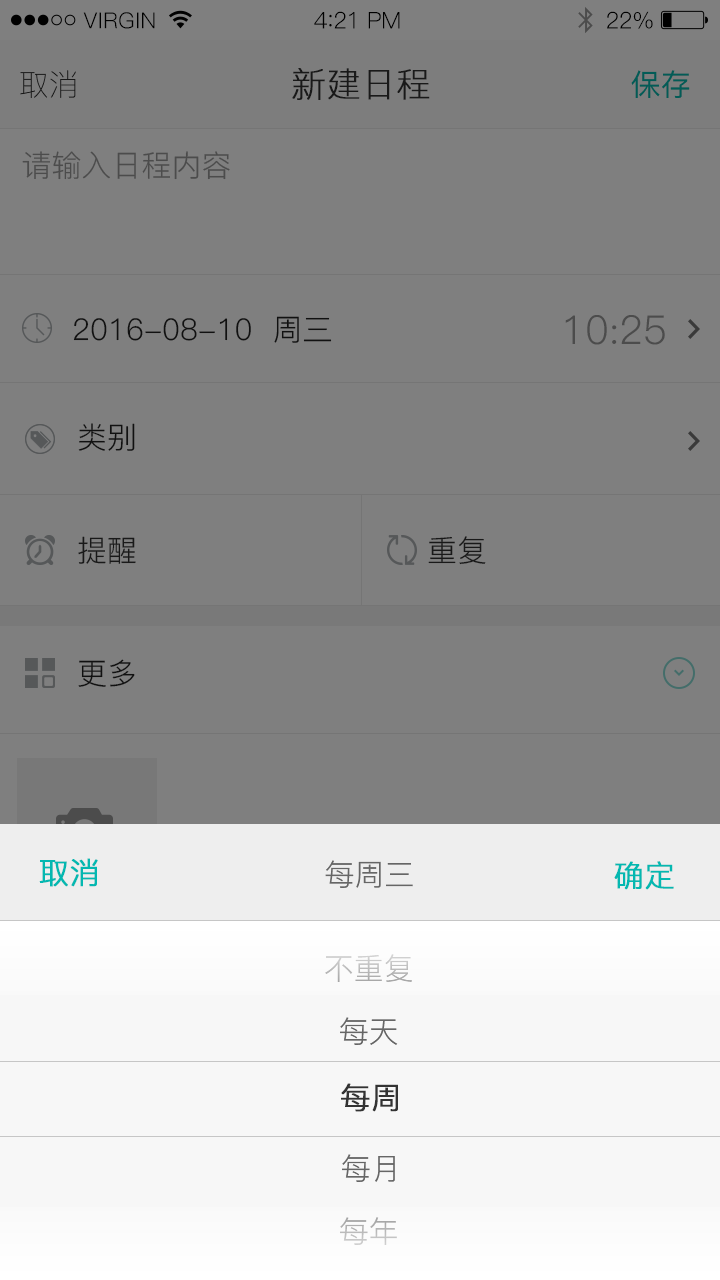 VIRGIN 4:21 PM 22%
取消 新建日程 保存
请输入日程内容
2016-08-10 周三 10:25
类别
提醒 重复
更多
取消 每周三 确定
不重复
每天
每周
每月
每年